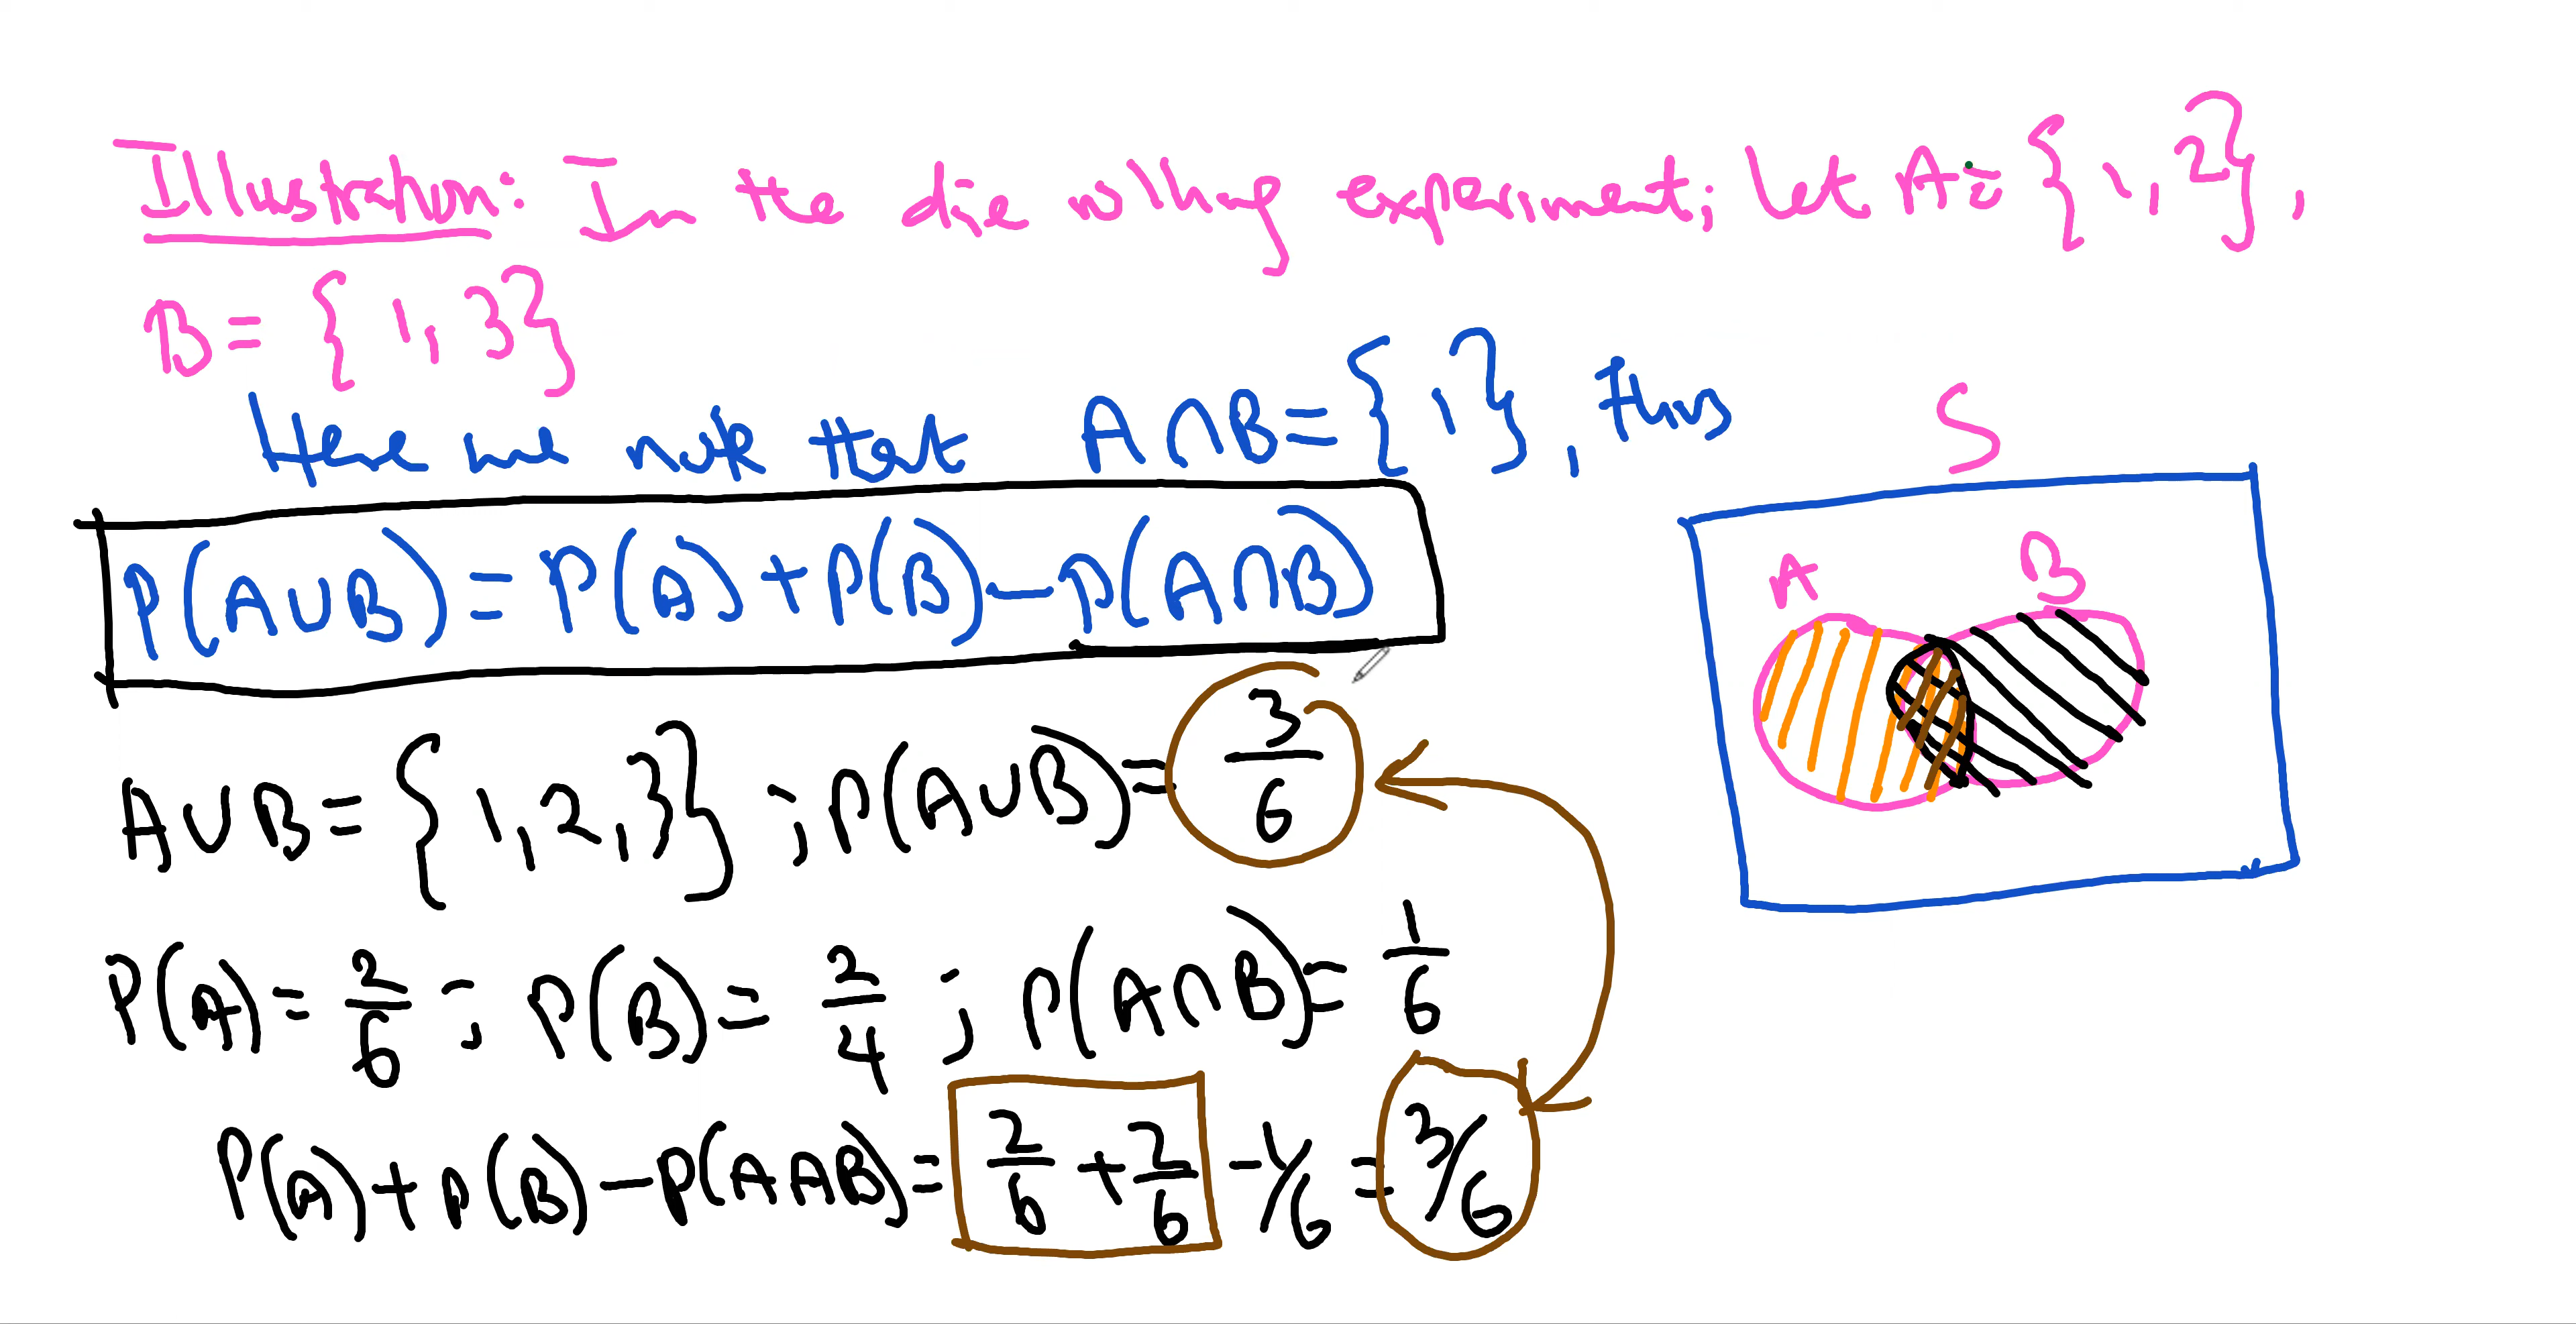 Illustration: In the die rolling experiment; let A = {1, 2},
B = {1, 3}
Here we note that A∩B = {1}, thus
P(A∪B) = P(A) + P(B) − P(A∩B)
A∪B = {1, 2, 3} ; P(A∪B) = 3/6
P(A) = 2/6 ; P(B) = 2/4 ; P(A∩B) = 1/6
P(A) + P(B) − P(A∩B) = 2/6 + 2/6 − 1/6 = 3/6
S
A B